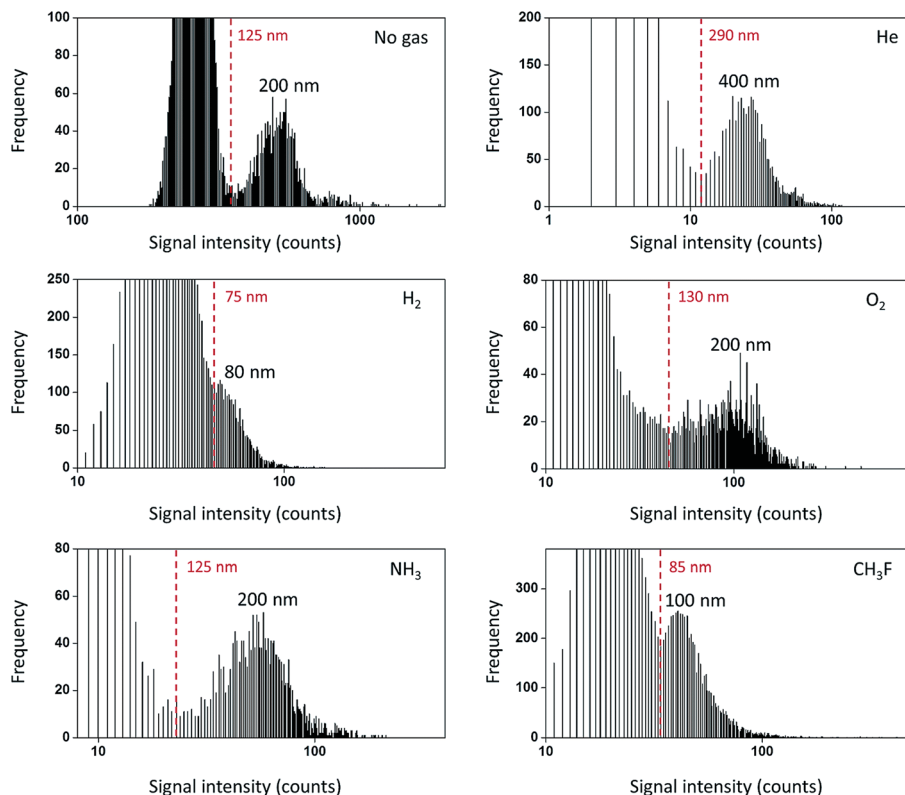 100
125 nm
No gas
80
200 nm
60
40
20
0
100
1000
Frequency
Signal intensity (counts)
200
290 nm
He
150
400 nm
100
50
0
1
10
100
Frequency
Signal intensity (counts)
250
75 nm
H₂
200
150
80 nm
100
50
0
10
100
Frequency
Signal intensity (counts)
80
130 nm
O₂
60
200 nm
40
20
0
10
100
Frequency
Signal intensity (counts)
80
125 nm
NH₃
60
200 nm
40
20
0
10
100
Frequency
Signal intensity (counts)
85 nm
CH₃F
300
100 nm
200
100
0
10
100
Frequency
Signal intensity (counts)